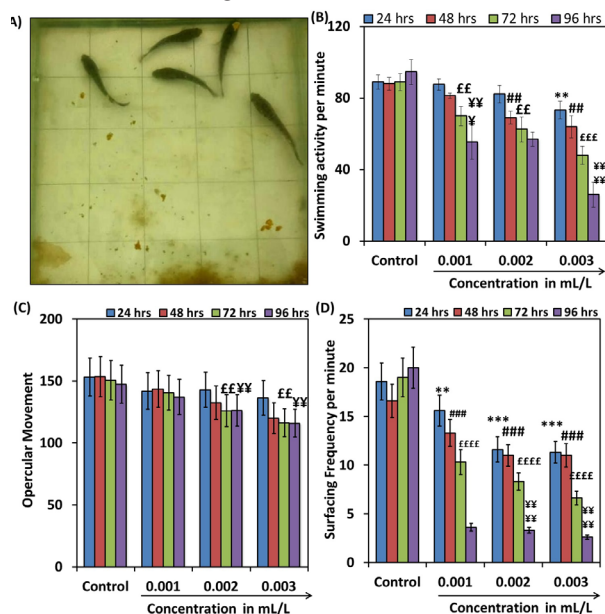 A)
(B)
24 hrs 48 hrs 72 hrs 96 hrs
120
80
40
0
Swimming activity per minute
££
¥¥
¥
##
££
**
##
£££
¥¥
¥¥
Control 0.001 0.002 0.003
Concentration in mL/L
(C)
24 hrs 48 hrs 72 hrs 96 hrs
200
150
100
50
0
Opercular Movement
££¥¥
££
¥¥
Control 0.001 0.002 0.003
Concentration in mL/L
(D)
24 hrs 48 hrs 72 hrs 96 hrs
25
20
15
10
5
0
Surfacing Frequency per minute
**
###
££££
***
###
££££
¥¥
¥¥
***
###
££££
¥¥
¥¥
Control 0.001 0.002 0.003
Concentration in mL/L